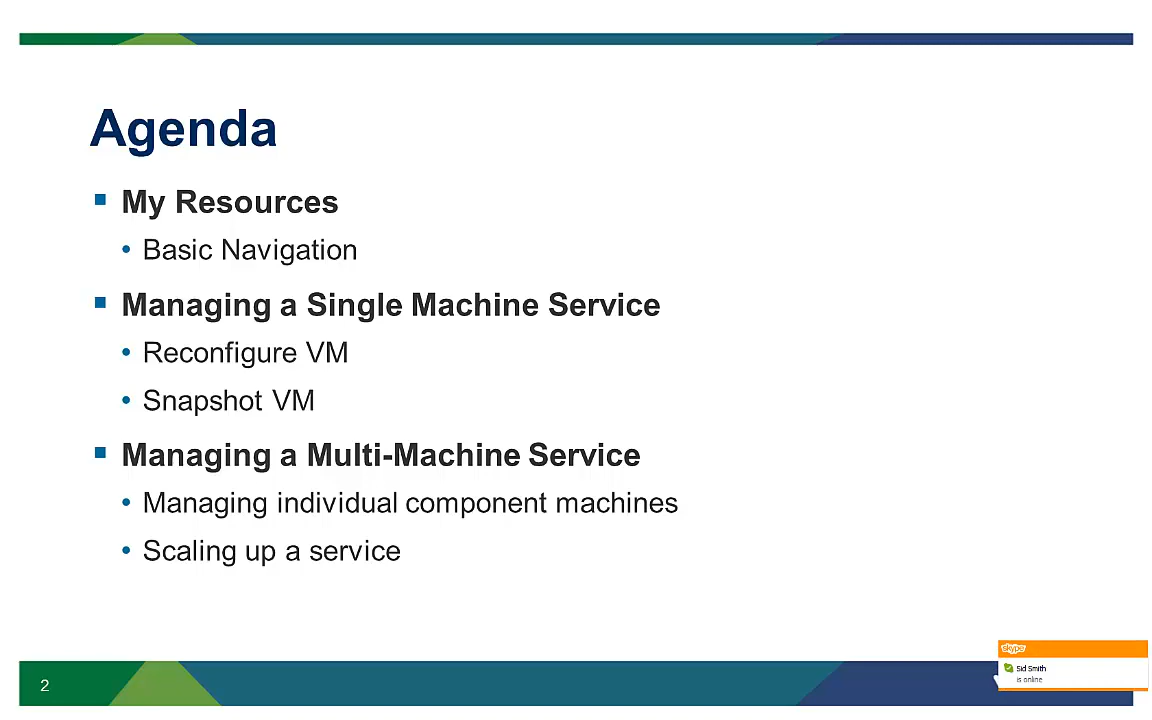 Agenda
My Resources
Basic Navigation
Managing a Single Machine Service
Reconfigure VM
Snapshot VM
Managing a Multi-Machine Service
Managing individual component machines
Scaling up a service
2
skype
Sid Smith
is online